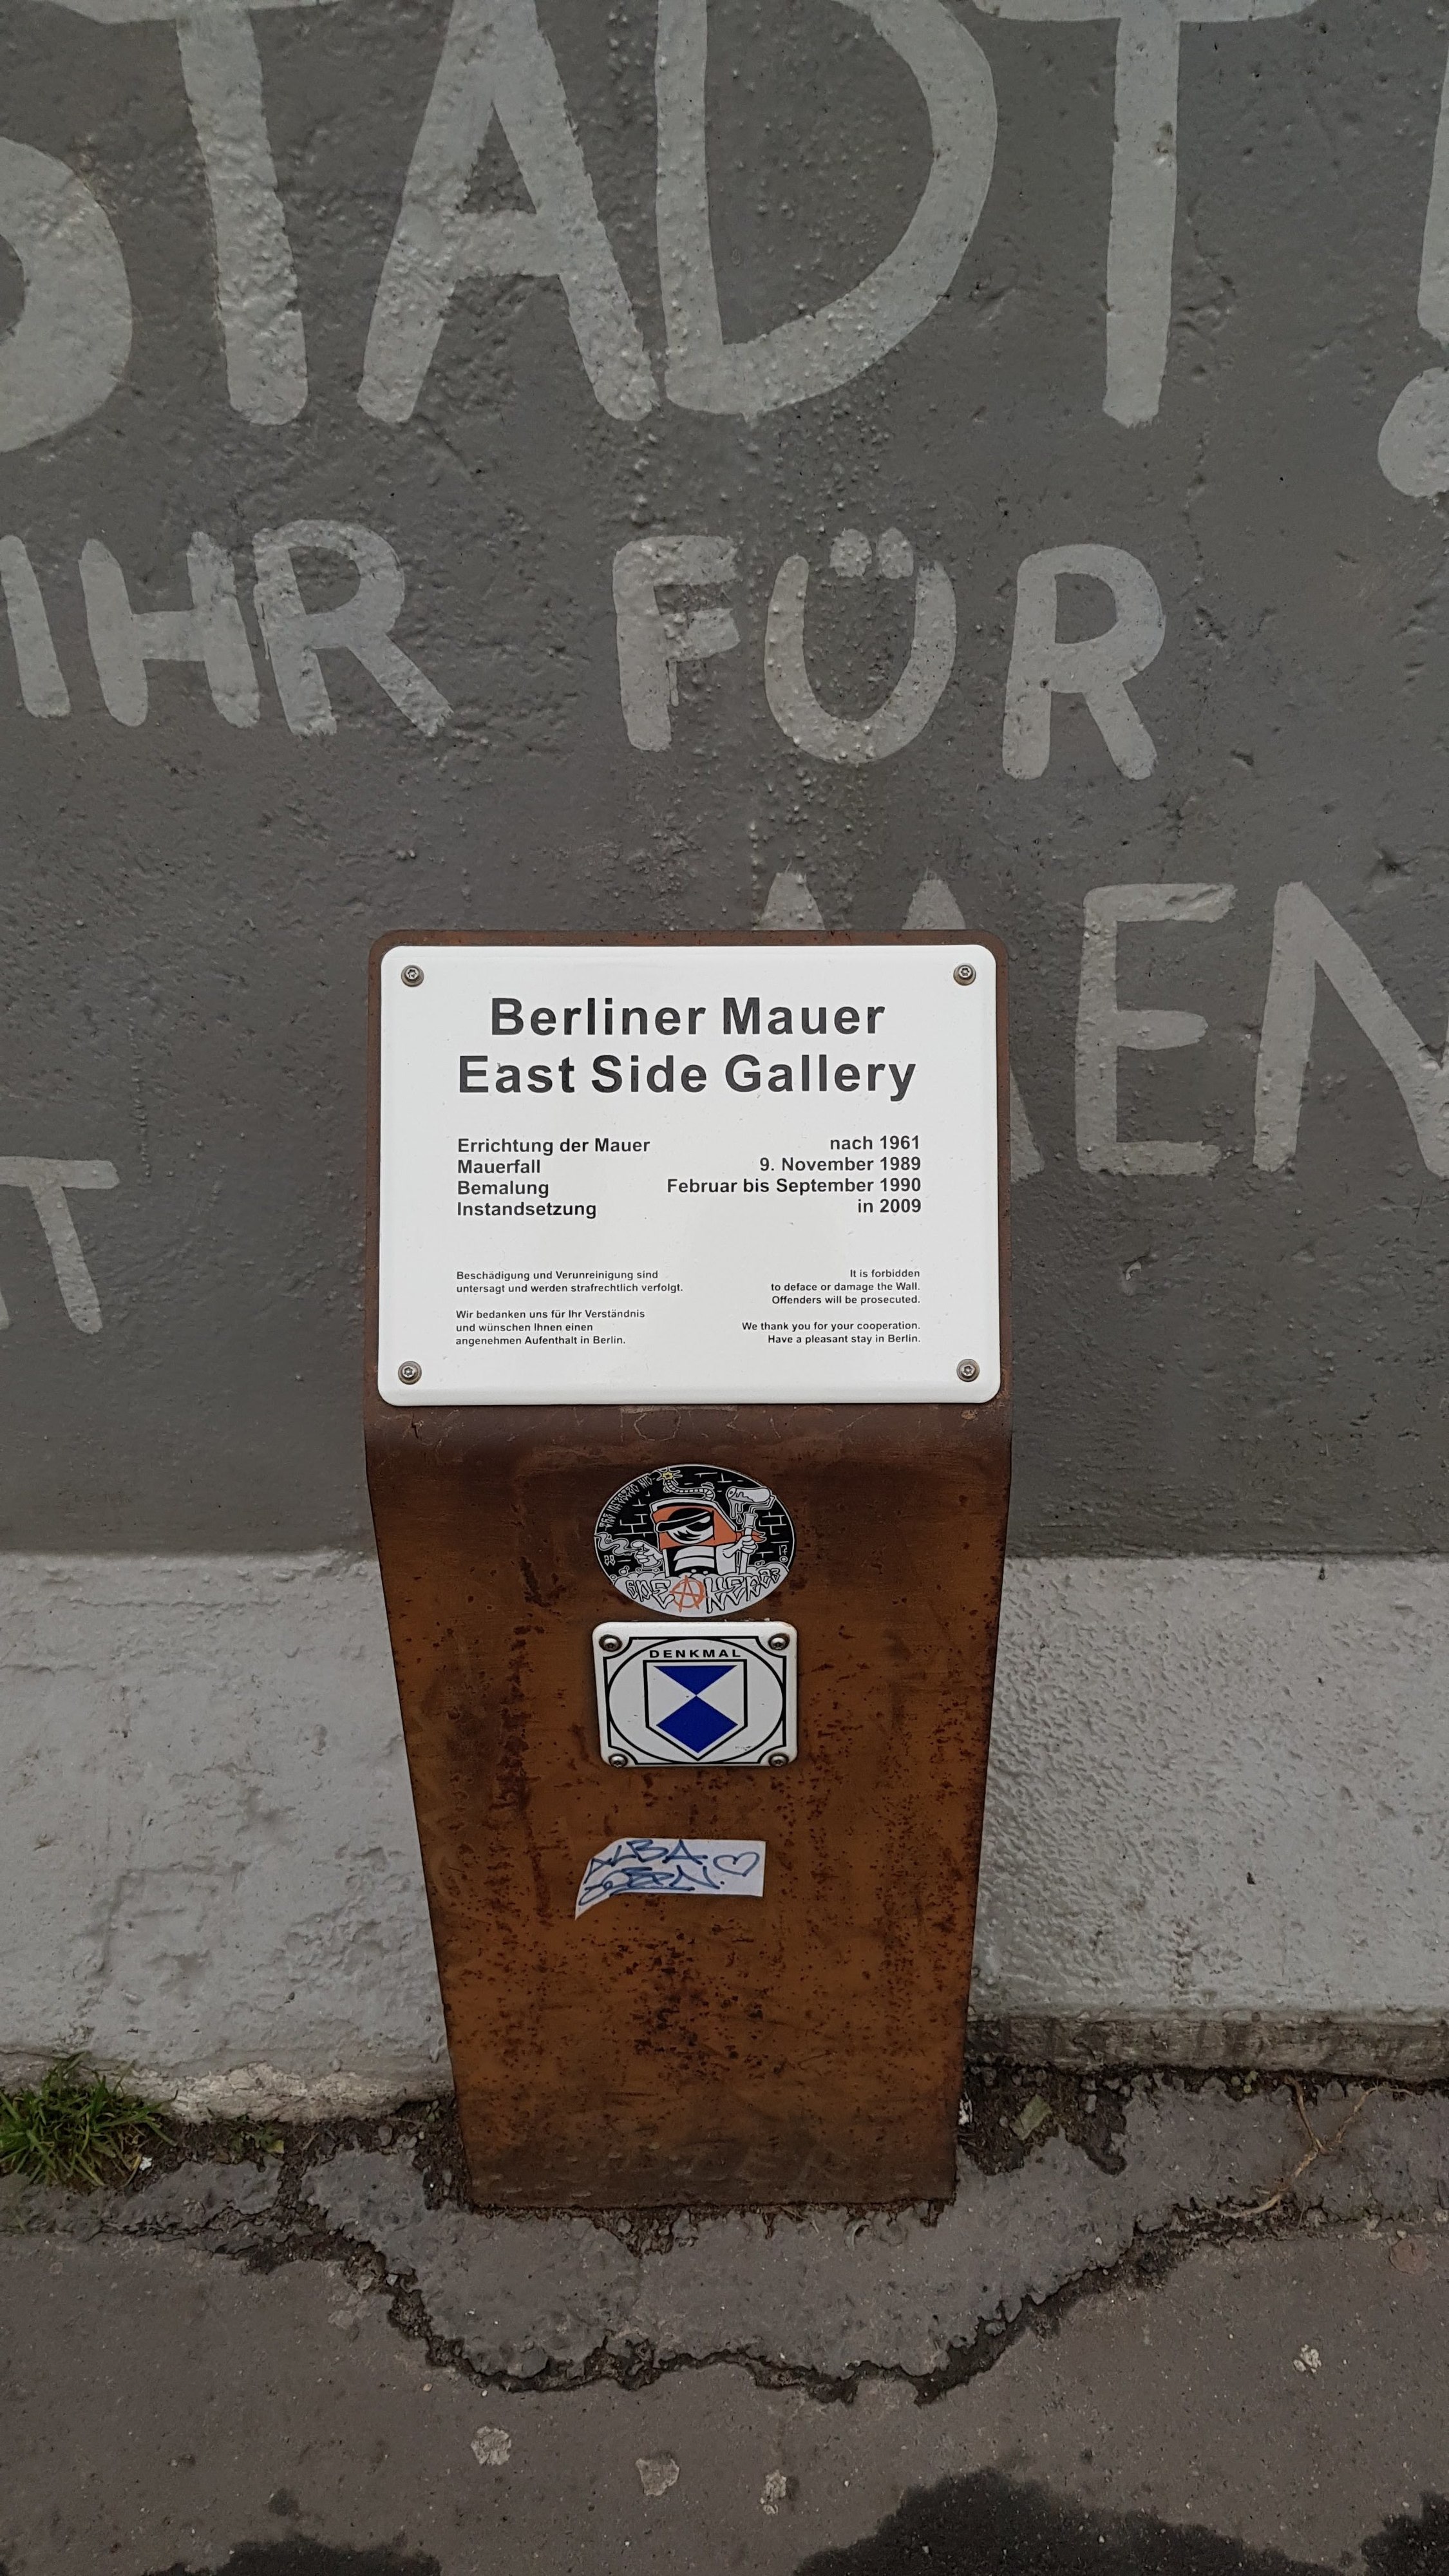 STADT!
IHR FÜR
MEN
T
Berliner Mauer
East Side Gallery
Errichtung der Mauer nach 1961
Mauerfall 9. November 1989
Bemalung Februar bis September 1990
Instandsetzung in 2009
Beschädigung und Verunreinigung sind
untersagt und werden strafrechtlich verfolgt.
Wir bedanken uns für Ihr Verständnis
und wünschen Ihnen einen
angenehmen Aufenthalt in Berlin.
It is forbidden
to deface or damage the Wall.
Offenders will be prosecuted.
We thank you for your cooperation.
Have a pleasant stay in Berlin.
DENKMAL
ALBA